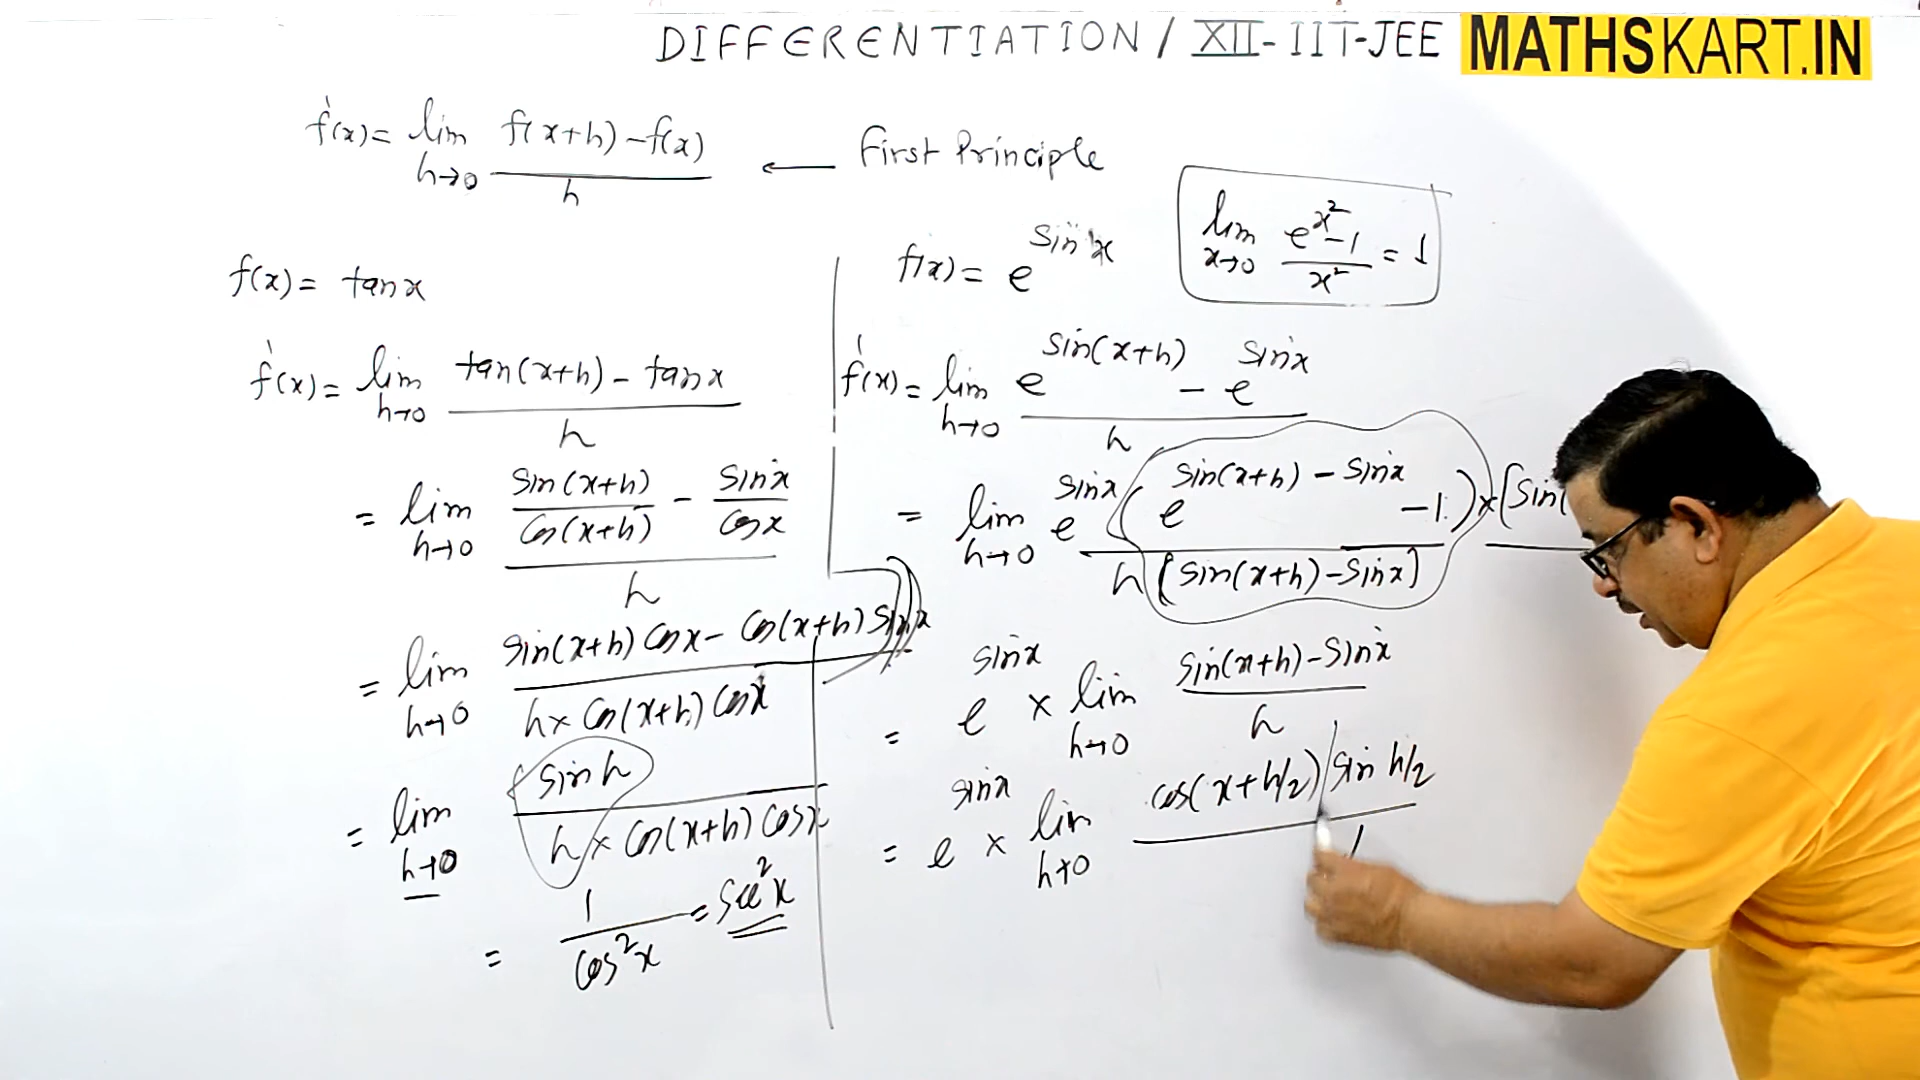 DIFFERENTIATION / XII-IIT-JEE MATHSKART.IN
f'(x) = lim h→0 f(x+h) - f(x) / h ← First Principle
lim x→0 e^x² - 1 / x² = 1
f(x) = tan x
f'(x) = lim h→0 tan(x+h) - tan x / h
= lim h→0 sin(x+h) / cos(x+h) - sin x / cos x / h
= lim h→0 sin(x+h) cos x - cos(x+h) sin x / h × cos(x+h) cos x
= lim h→0 sin h / h × cos(x+h) cos x
= 1 / cos² x = sec² x
f(x) = e^sin x
f'(x) = lim h→0 e^sin(x+h) - e^sin x / h
= lim h→0 e^sin x (e^sin(x+h) - sin x - 1) / h [sin(x+h) - sin x] × [sin(
= e^sin x × lim h→0 sin(x+h) - sin x / h
= e^sin x × lim h→0 cos(x + h/2) sin h/2 /